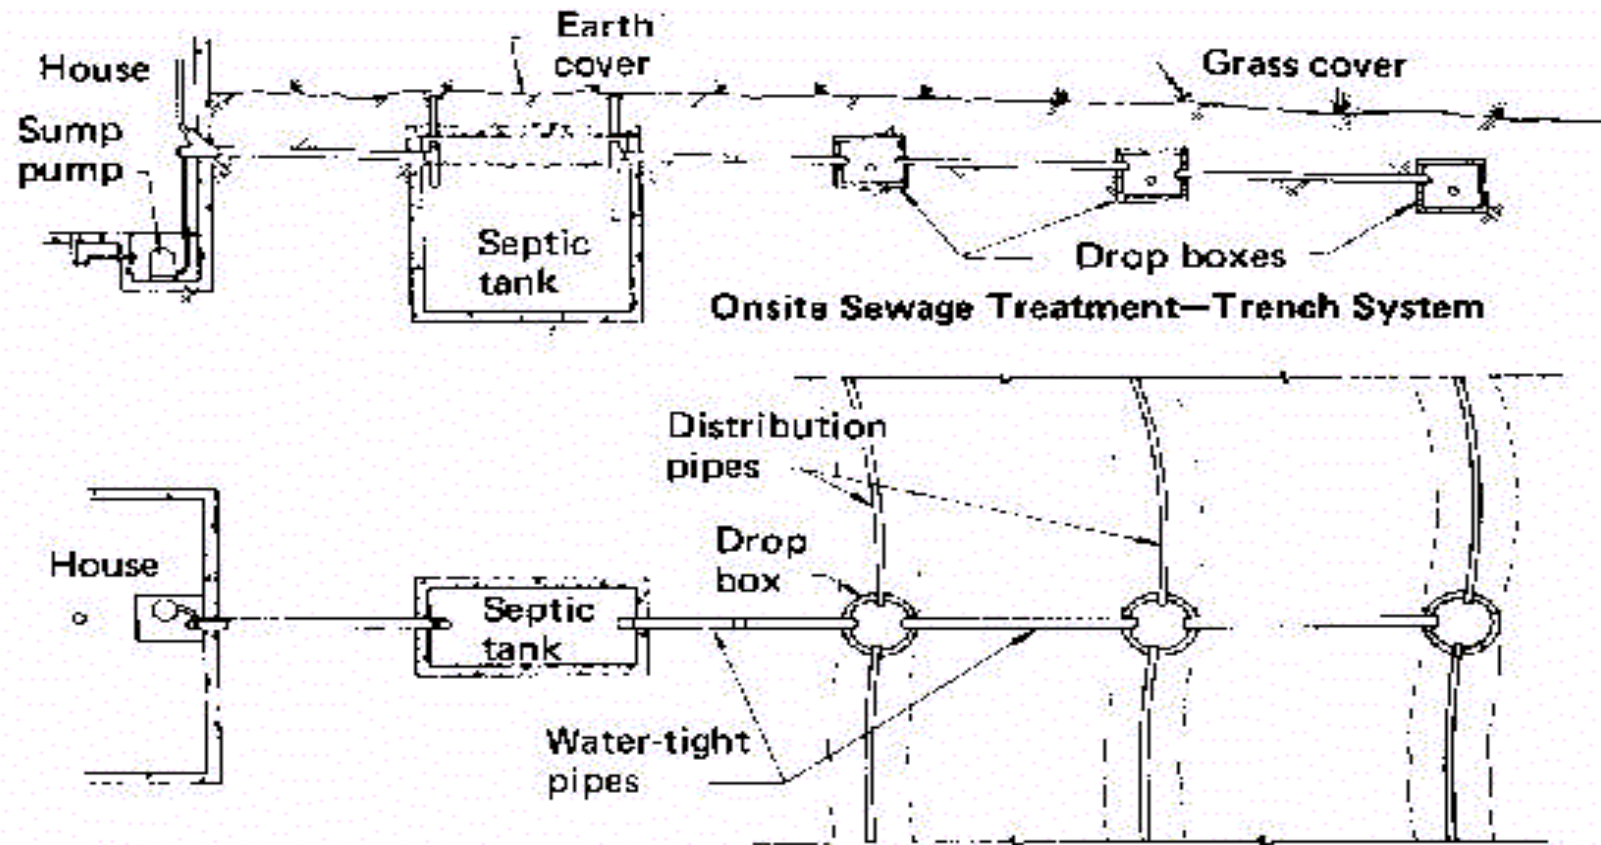 Earth
cover
House
Grass cover
Sump
pump
Septic
tank
Drop boxes
Onsite Sewage Treatment—Trench System
Distribution
pipes
Drop
box
House
Septic
tank
Water-tight
pipes